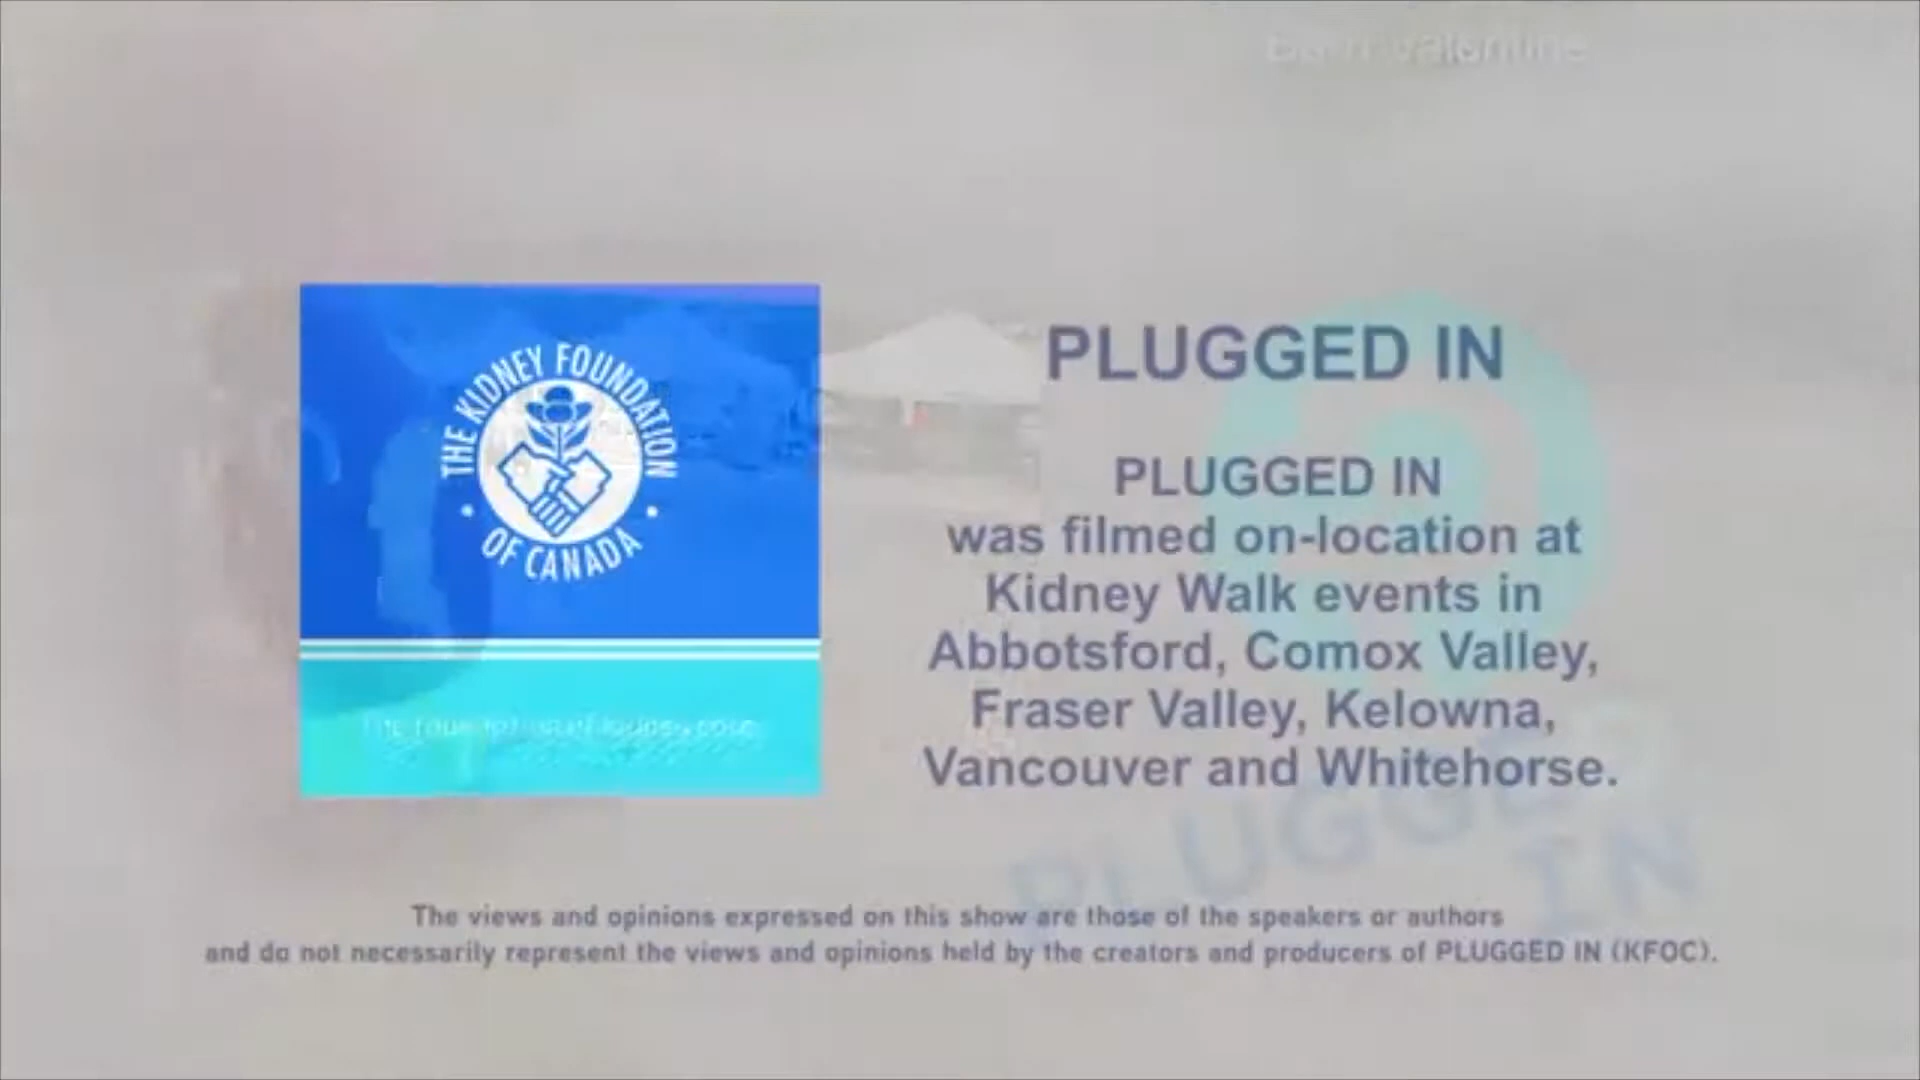 THE KIDNEY FOUNDATION
OF CANADA
PLUGGED IN
PLUGGED IN
was filmed on-location at
Kidney Walk events in
Abbotsford, Comox Valley,
Fraser Valley, Kelowna,
Vancouver and Whitehorse.
PLUGGED
IN
The views and opinions expressed on this show are those of the speakers or authors
and do not necessarily represent the views and opinions held by the creators and producers of PLUGGED IN (KFOC).